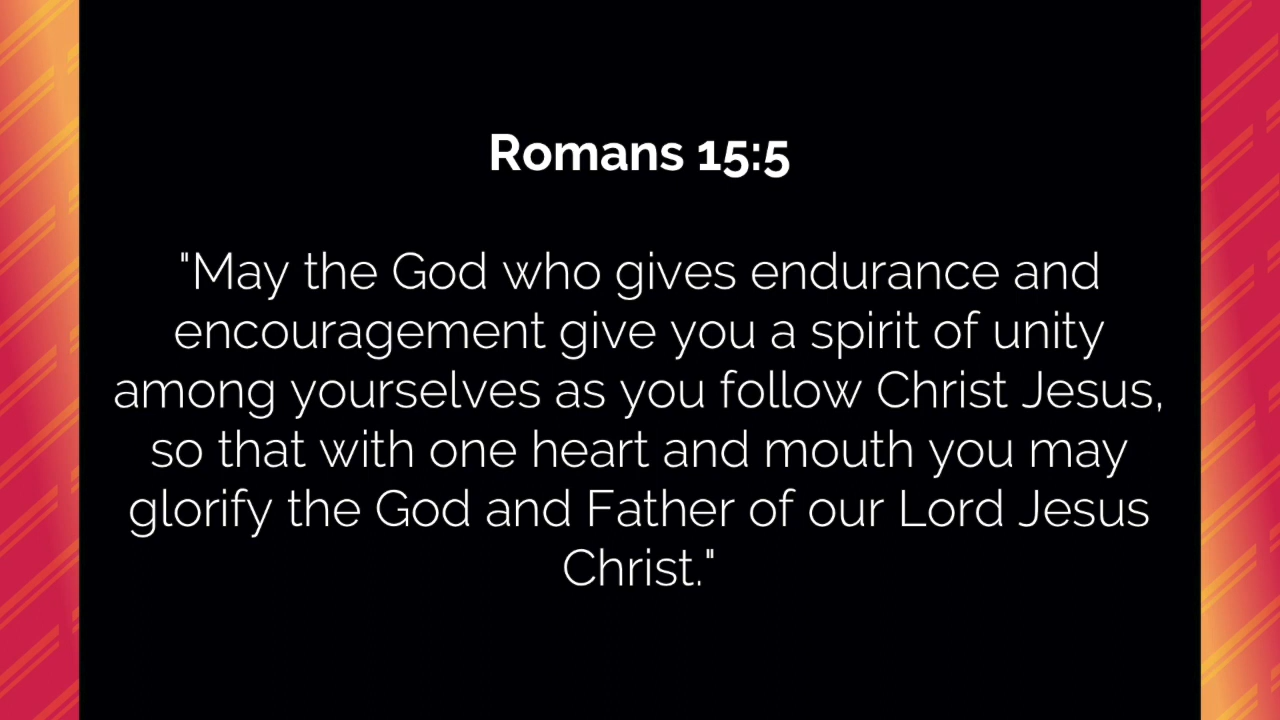 Romans 15:5
"May the God who gives endurance and
encouragement give you a spirit of unity
among yourselves as you follow Christ Jesus,
so that with one heart and mouth you may
glorify the God and Father of our Lord Jesus
Christ."